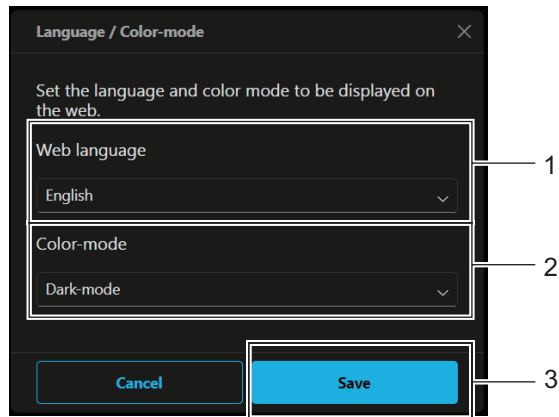 Language / Color-mode
Set the language and color mode to be displayed on
the web.
Web language
1
English
Color-mode
2
Dark-mode
Cancel
Save
3